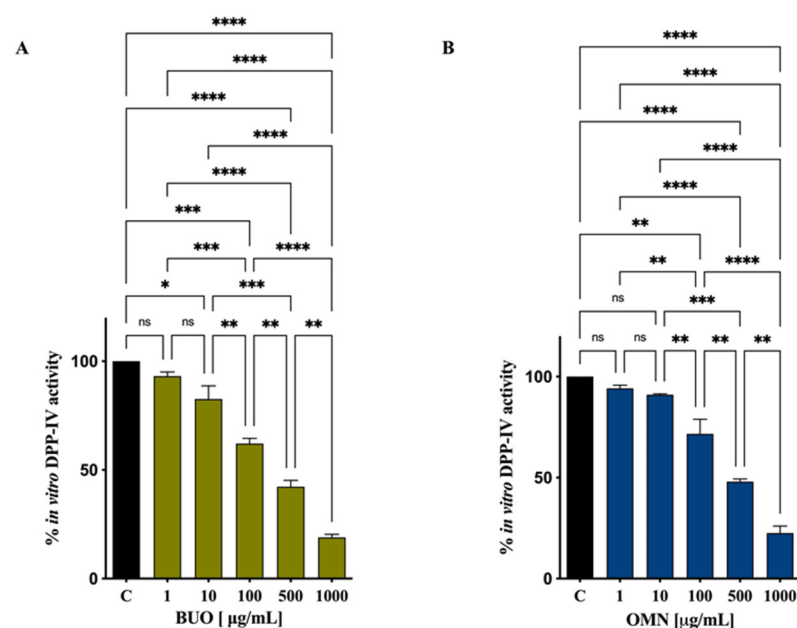 A
****
****
****
****
****
***
*** ****
* ***
ns ns ** ** **
100
50
0
% in vitro DPP-IV activity
C 1 10 100 500 1000
BUO [ µg/mL]
B
****
****
****
****
****
**
** ****
ns ***
ns ns ** ** **
100
50
0
% in vitro DPP-IV activity
C 1 10 100 500 1000
OMN [µg/mL]